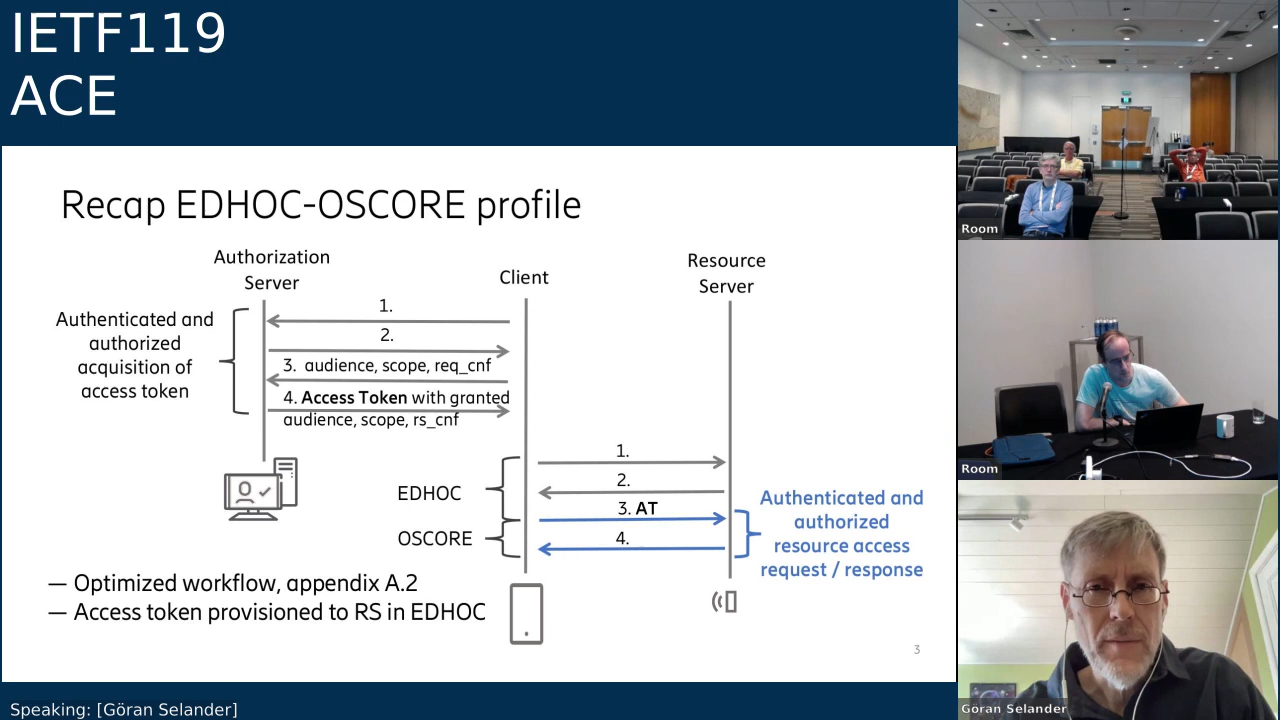 IETF119
ACE
Recap EDHOC-OSCORE profile
Authorization
Server
Client
Resource
Server
Authenticated and
authorized
acquisition of
access token
1.
2.
3. audience, scope, req_cnf
4. Access Token with granted
audience, scope, rs_cnf
EDHOC
OSCORE
1.
2.
3. AT
4.
Authenticated and
authorized
resource access
request / response
— Optimized workflow, appendix A.2
— Access token provisioned to RS in EDHOC
3
Speaking: [Göran Selander]
Room
Room
Göran Selander